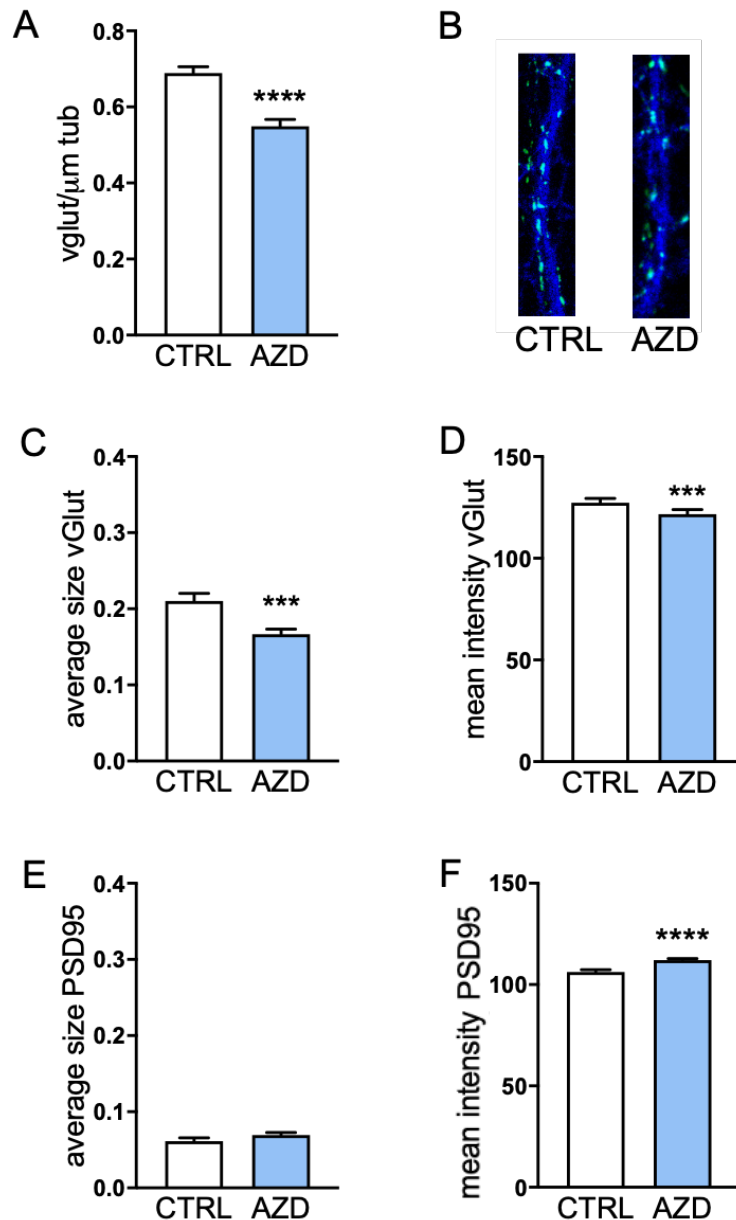 A
vglut/μm tub
0.8
0.6
0.4
0.2
0.0
****
CTRL AZD
B
CTRL AZD
C
average size vGlut
0.4
0.3
0.2
0.1
0.0
***
CTRL AZD
D
mean intensity vGlut
150
100
50
0
***
CTRL AZD
E
average size PSD95
0.4
0.3
0.2
0.1
0.0
CTRL AZD
F
mean intensity PSD95
150
100
50
0
****
CTRL AZD